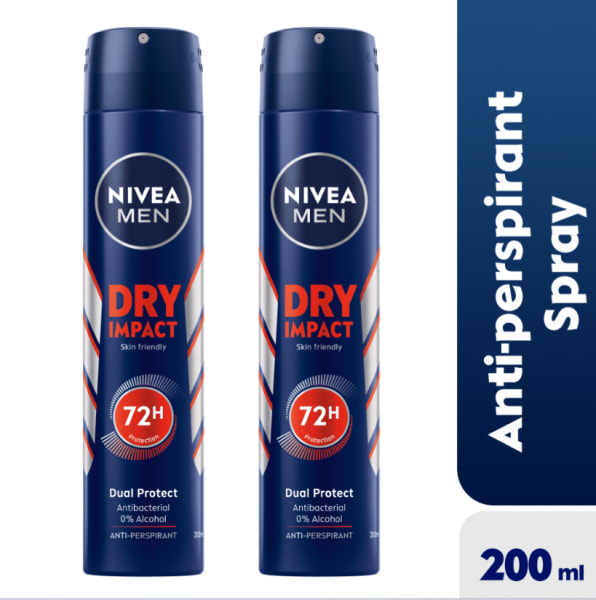 NIVEA
MEN
DRY
IMPACT
Skin friendly
72H
Protection
Dual Protect
Antibacterial
0% Alcohol
ANTI-PERSPIRANT
NIVEA
MEN
DRY
IMPACT
Skin friendly
72H
Protection
Dual Protect
Antibacterial
0% Alcohol
ANTI-PERSPIRANT
Anti-perspirant
Spray
200 ml